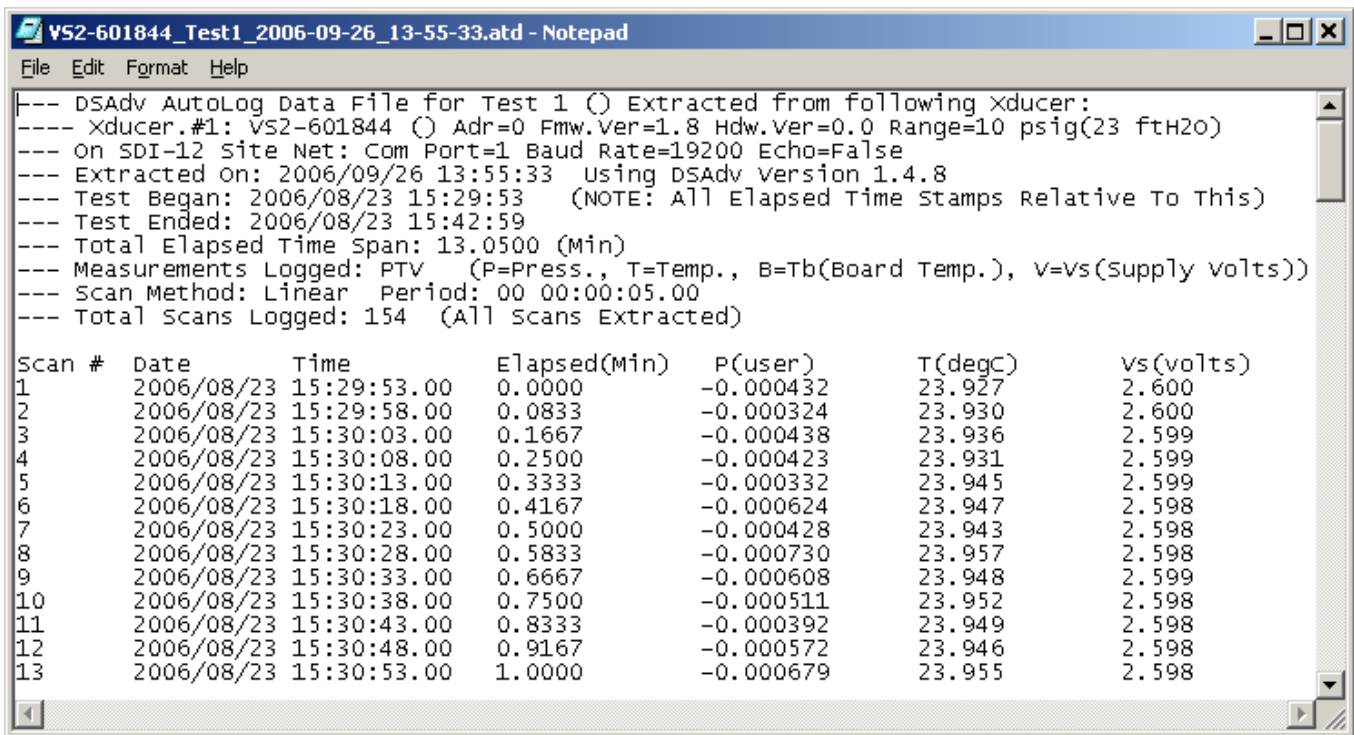 VS2-601844_Test1_2006-09-26_13-55-33.atd - Notepad
File Edit Format Help
--- DSAdv AutoLog Data File for Test 1 () Extracted from following Xducer:
---- Xducer.#1: VS2-601844 () Adr=0 Fmw.Ver=1.8 Hdw.Ver=0.0 Range=10 psig(23 ftH2O)
--- On SDI-12 Site Net: Com Port=1 Baud Rate=19200 Echo=False
--- Extracted On: 2006/09/26 13:55:33  Using DSAdv Version 1.4.8
--- Test Began: 2006/08/23 15:29:53   (NOTE: All Elapsed Time Stamps Relative To This)
--- Test Ended: 2006/08/23 15:42:59
--- Total Elapsed Time Span: 13.0500 (Min)
--- Measurements Logged: PTV   (P=Press., T=Temp., B=Tb(Board Temp.), V=Vs(Supply Volts))
--- Scan Method: Linear  Period: 00 00:00:05.00
--- Total Scans Logged: 154  (All Scans Extracted)
Scan #  Date  Time  Elapsed(Min)  P(user)  T(degC)  Vs(volts)
1  2006/08/23 15:29:53.00  0.0000  -0.000432  23.927  2.600
2  2006/08/23 15:29:58.00  0.0833  -0.000324  23.930  2.600
3  2006/08/23 15:30:03.00  0.1667  -0.000438  23.936  2.599
4  2006/08/23 15:30:08.00  0.2500  -0.000423  23.931  2.599
5  2006/08/23 15:30:13.00  0.3333  -0.000332  23.945  2.599
6  2006/08/23 15:30:18.00  0.4167  -0.000624  23.947  2.598
7  2006/08/23 15:30:23.00  0.5000  -0.000428  23.943  2.598
8  2006/08/23 15:30:28.00  0.5833  -0.000730  23.957  2.598
9  2006/08/23 15:30:33.00  0.6667  -0.000608  23.948  2.599
10  2006/08/23 15:30:38.00  0.7500  -0.000511  23.952  2.598
11  2006/08/23 15:30:43.00  0.8333  -0.000392  23.949  2.598
12  2006/08/23 15:30:48.00  0.9167  -0.000572  23.946  2.598
13  2006/08/23 15:30:53.00  1.0000  -0.000679  23.955  2.598